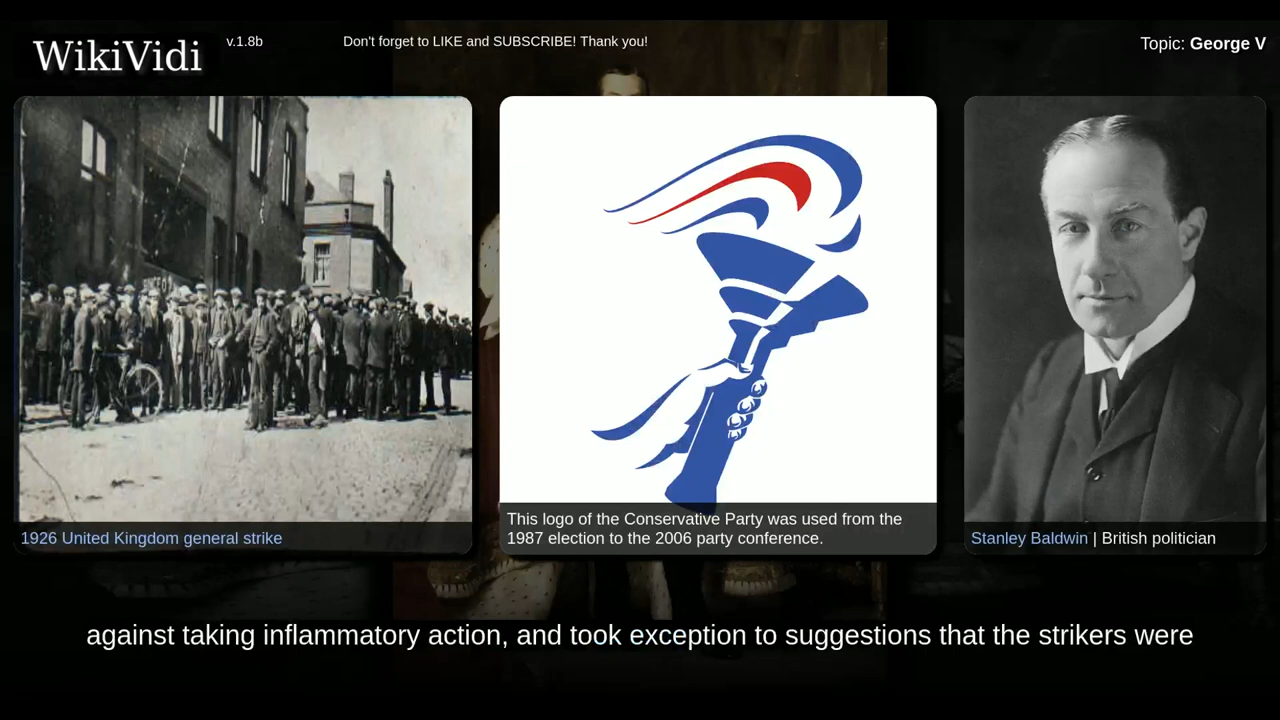 WikiVidi
v.1.8b
Don't forget to LIKE and SUBSCRIBE! Thank you!
Topic: George V
1926 United Kingdom general strike
This logo of the Conservative Party was used from the
1987 election to the 2006 party conference.
Stanley Baldwin | British politician
against taking inflammatory action, and took exception to suggestions that the strikers were